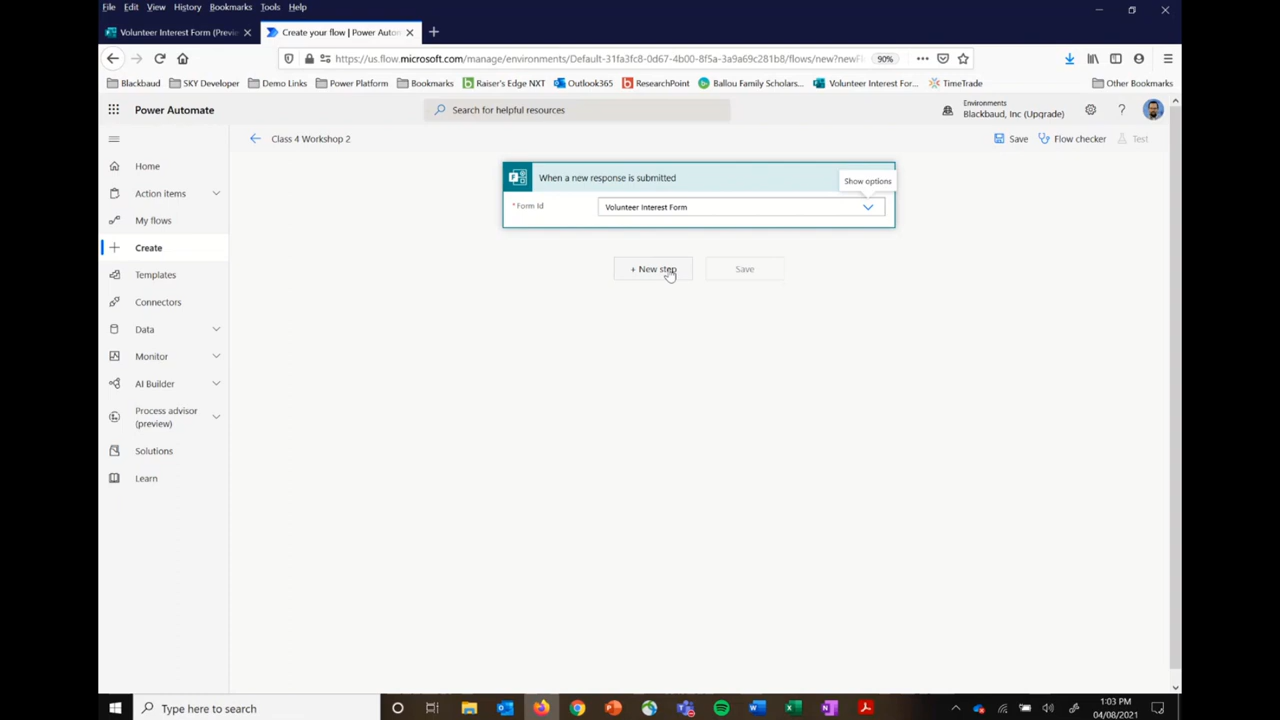 File Edit View History Bookmarks Tools Help
Volunteer Interest Form (Previ
Create your flow | Power Autom
https://us.flow.microsoft.com/manage/environments/Default-31fa3fc8-0d67-4b00-8f5a-3a9a69c281b8/flows/new?newFl
90%
Blackbaud SKY Developer Demo Links Power Platform Bookmarks Raiser's Edge NXT Outlook365 ResearchPoint Ballou Family Scholars... Volunteer Interest For... TimeTrade Other Bookmarks
Power Automate
Search for helpful resources
Environments
Blackbaud, Inc (Upgrade)
Class 4 Workshop 2
Save Flow checker Test
Home
Action items
My flows
Create
Templates
Connectors
Data
Monitor
AI Builder
Process advisor
(preview)
Solutions
Learn
When a new response is submitted
Show options
* Form Id
Volunteer Interest Form
+ New step
Save
Type here to search
1:03 PM
04/08/2021